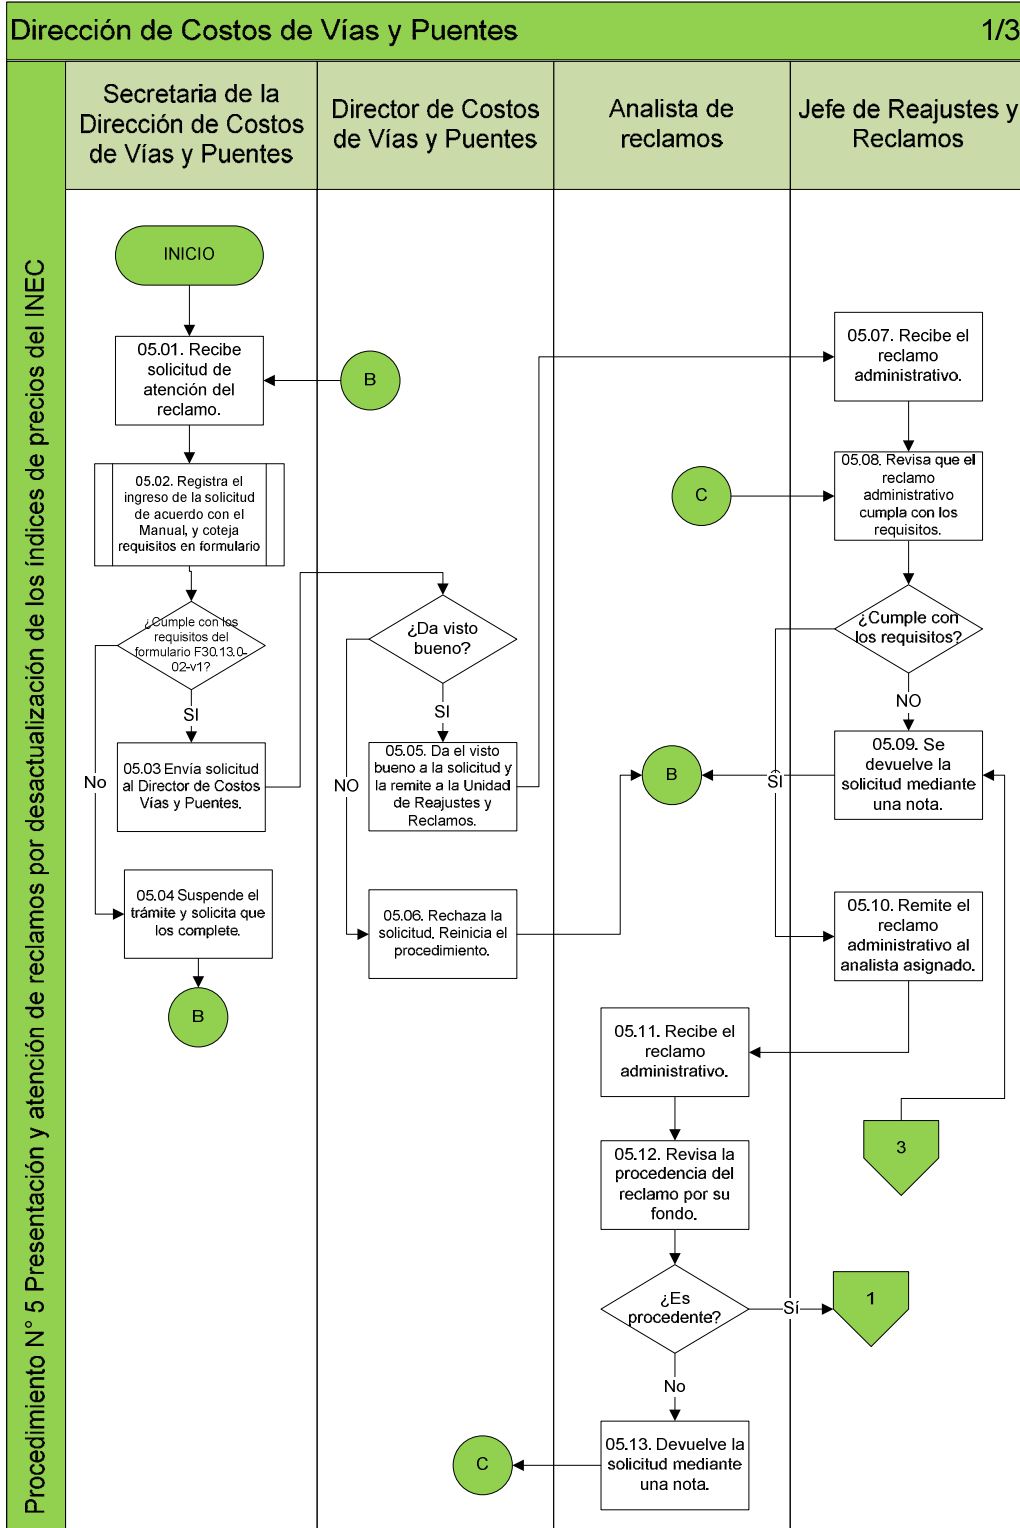 Dirección de Costos de Vías y Puentes
1/3
Procedimiento N° 5 Presentación y atención de reclamos por desactualización de los índices de precios del INEC
Secretaria de la
Dirección de Costos
de Vías y Puentes
Director de Costos
de Vías y Puentes
Analista de
reclamos
Jefe de Reajustes y
Reclamos
INICIO
05.01. Recibe
solicitud de
atención del
reclamo.
B
05.02. Registra el
ingreso de la solicitud
de acuerdo con el
Manual, y coteja
requisitos en formulario
¿Cumple con los
requisitos del
formulario F30.13.0-
02-v1?
SI
No
05.03 Envía solicitud
al Director de Costos
Vías y Puentes.
05.04 Suspende el
trámite y solicita que
los complete.
B
¿Da visto
bueno?
SI
NO
05.05. Da el visto
bueno a la solicitud y
la remite a la Unidad
de Reajustes y
Reclamos.
05.06. Rechaza la
solicitud. Reinicia el
procedimiento.
B
05.07. Recibe el
reclamo
administrativo.
C
05.08. Revisa que el
reclamo
administrativo
cumpla con los
requisitos.
¿Cumple con
los requisitos?
NO
SI
05.09. Se
devuelve la
solicitud mediante
una nota.
05.10. Remite el
reclamo
administrativo al
analista asignado.
05.11. Recibe el
reclamo
administrativo.
3
05.12. Revisa la
procedencia del
reclamo por su
fondo.
¿Es
procedente?
Sí
1
No
05.13. Devuelve la
solicitud mediante
una nota.
C